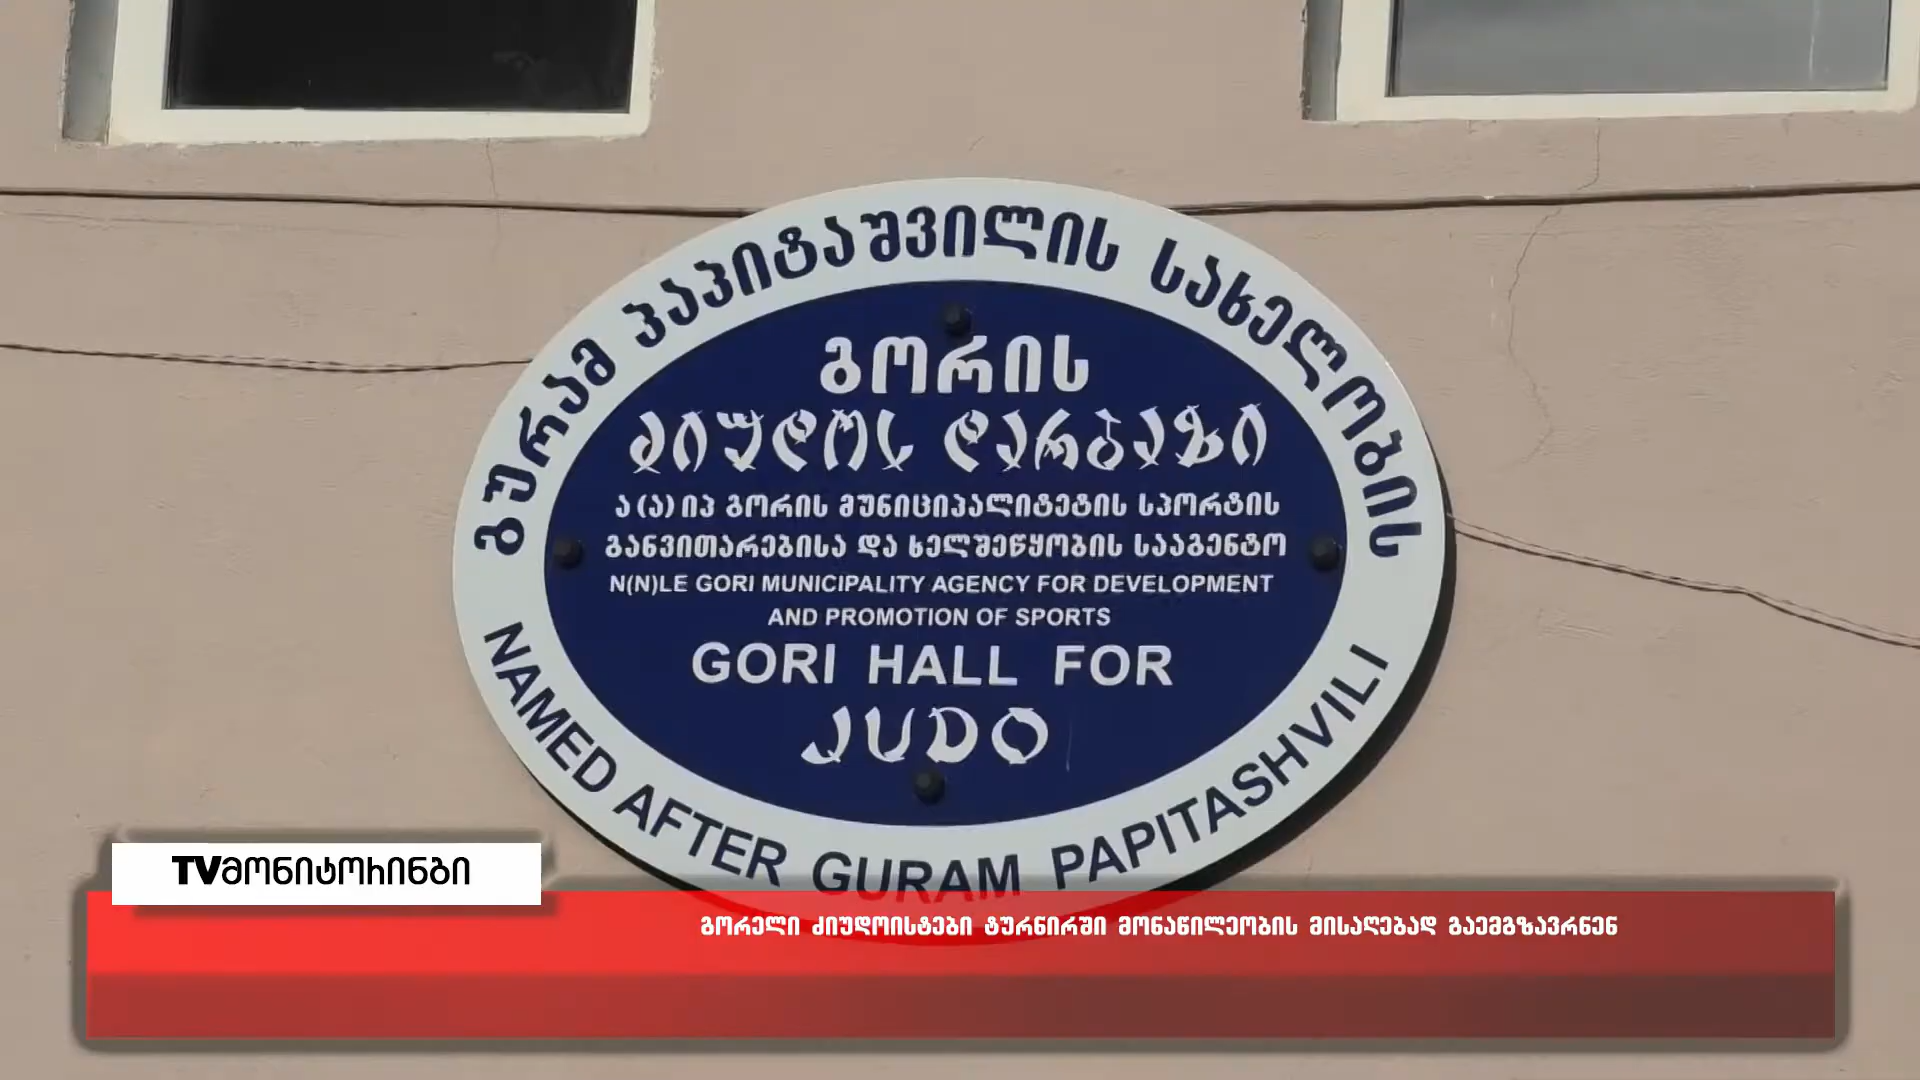 გურამ პაპიტაშვილის სახელობის
გორის
ძიუდოს დარბაზი
ა(ა)იპ გორის მუნიციპალიტეტის სპორტის
განვითარებისა და ხელშეწყობის სააგენტო
N(N)LE GORI MUNICIPALITY AGENCY FOR DEVELOPMENT
AND PROMOTION OF SPORTS
GORI HALL FOR
JUDO
NAMED AFTER GURAM PAPITASHVILI
TVმონიტორინგი
გორელი ძიუდოისტები ტურნირში მონაწილეობის მისაღებად გაემგზავრნენ